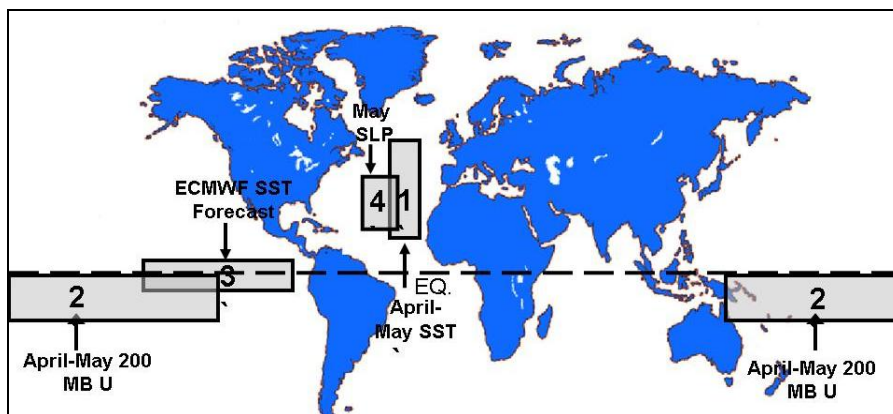 May
SLP
ECMWF SST
Forecast
4
1
3
2
2
EQ.
April-
May SST
April-May 200
MB U
April-May 200
MB U